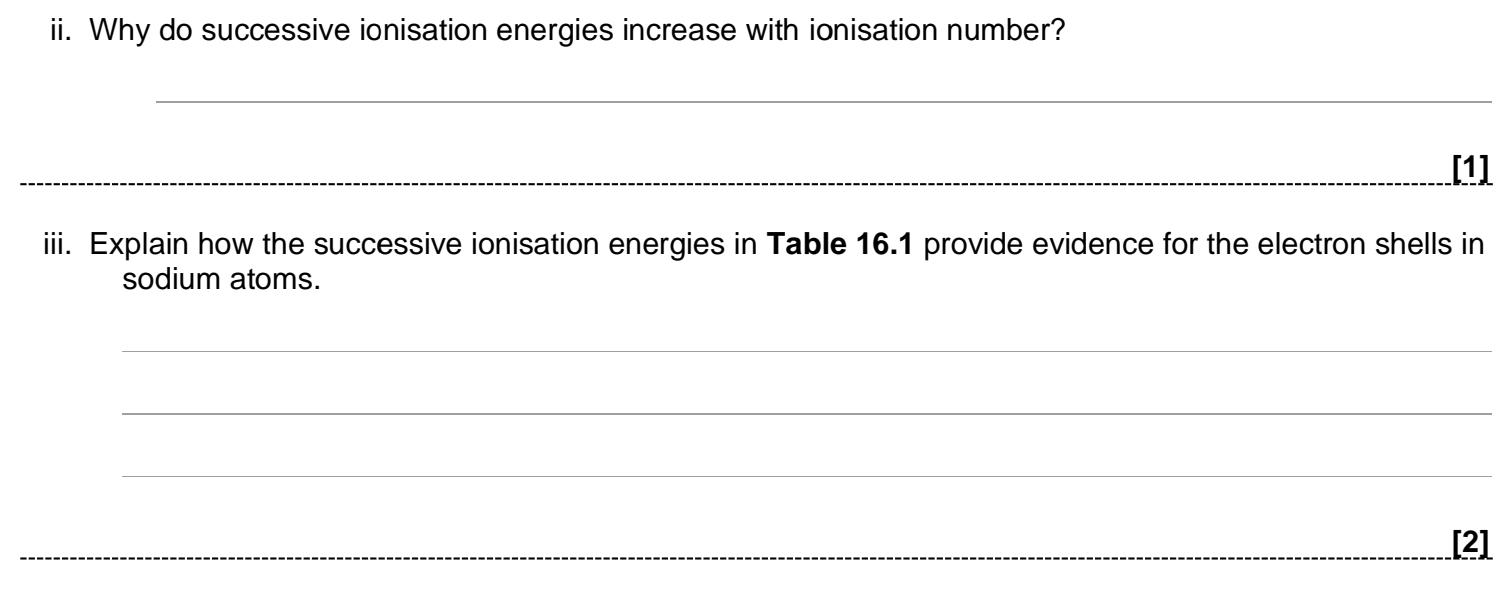 ii. Why do successive ionisation energies increase with ionisation number?
[1]
iii. Explain how the successive ionisation energies in Table 16.1 provide evidence for the electron shells in
sodium atoms.
[2]